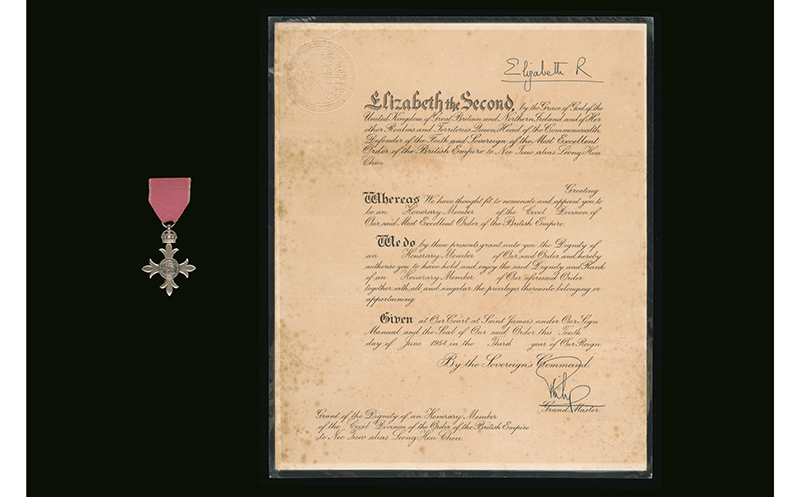 Elizabeth R
Elizabeth the Second, by the Grace of God, of the
United Kingdom of Great Britain and Northern Ireland and of Her
other Realms and Territories Queen, Head of the Commonwealth,
Defender of the Faith and Sovereign of the Most Excellent
Order of the British Empire to Neo Tiew alias Leong Hon
Chou
Greeting
Whereas We have thought fit to nominate and appoint you to
be an Honorary Member of the Civil Division of
Our said Most Excellent Order of the British Empire
We do by these presents grant unto you the Dignity of
an Honorary Member of Our said Order and hereby
authorise you to have hold and enjoy the said Dignity and Rank
of an Honorary Member of Our aforesaid Order
together with all and singular the privileges thereunto belonging or
appertaining.
Given at Our Court at Saint James's under Our Sign
Manual and the Seal of Our said Order this Tenth
day of June 1954 in the Third year of Our Reign.
By the Sovereign's Command.
Philip
Grand Master
Grant of the Dignity of an Honorary Member
of the Civil Division of the Order of the British Empire
to Neo Tiew alias Leong Hon Chou